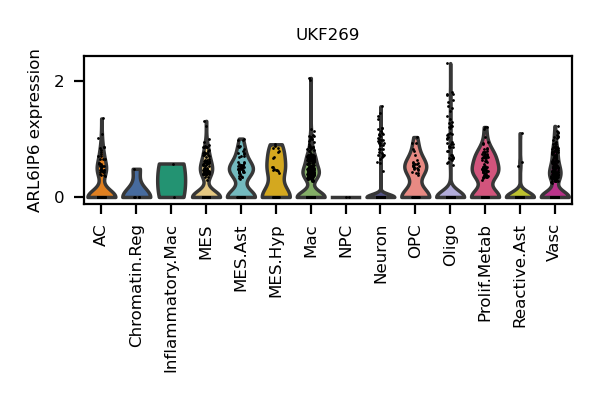 UKF269
ARL6IP6 expression
2
0
AC
Chromatin.Reg
Inflammatory.Mac
MES
MES.Ast
MES.Hyp
Mac
NPC
Neuron
OPC
Oligo
Prolif.Metab
Reactive.Ast
Vasc